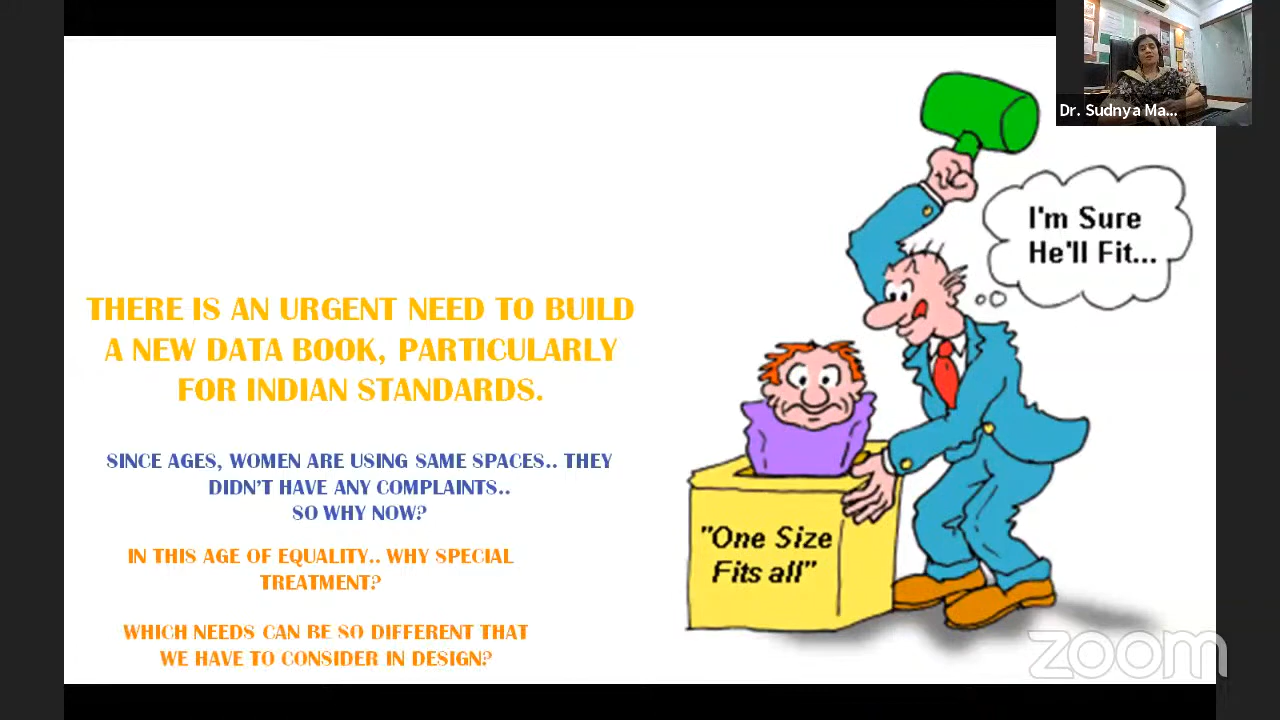 Dr. Sudnya Ma...
I'm Sure
He'll Fit...
THERE IS AN URGENT NEED TO BUILD
A NEW DATA BOOK, PARTICULARLY
FOR INDIAN STANDARDS.
SINCE AGES, WOMEN ARE USING SAME SPACES.. THEY
DIDN'T HAVE ANY COMPLAINTS..
SO WHY NOW?
IN THIS AGE OF EQUALITY.. WHY SPECIAL
TREATMENT?
WHICH NEEDS CAN BE SO DIFFERENT THAT
WE HAVE TO CONSIDER IN DESIGN?
"One Size
Fits all"
zoom